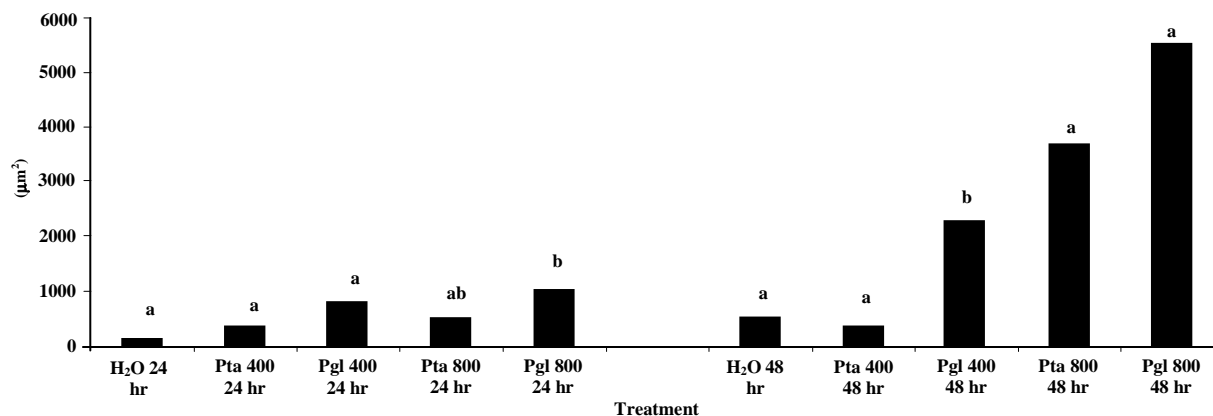 6000
5000
4000
3000
2000
1000
0
(µm²)
a
a
a
ab
b
a
a
b
a
a
H₂O 24
hr
Pta 400
24 hr
Pgl 400
24 hr
Pta 800
24 hr
Pgl 800
24 hr
H₂O 48
hr
Pta 400
48 hr
Pgl 400
48 hr
Pta 800
48 hr
Pgl 800
48 hr
Treatment